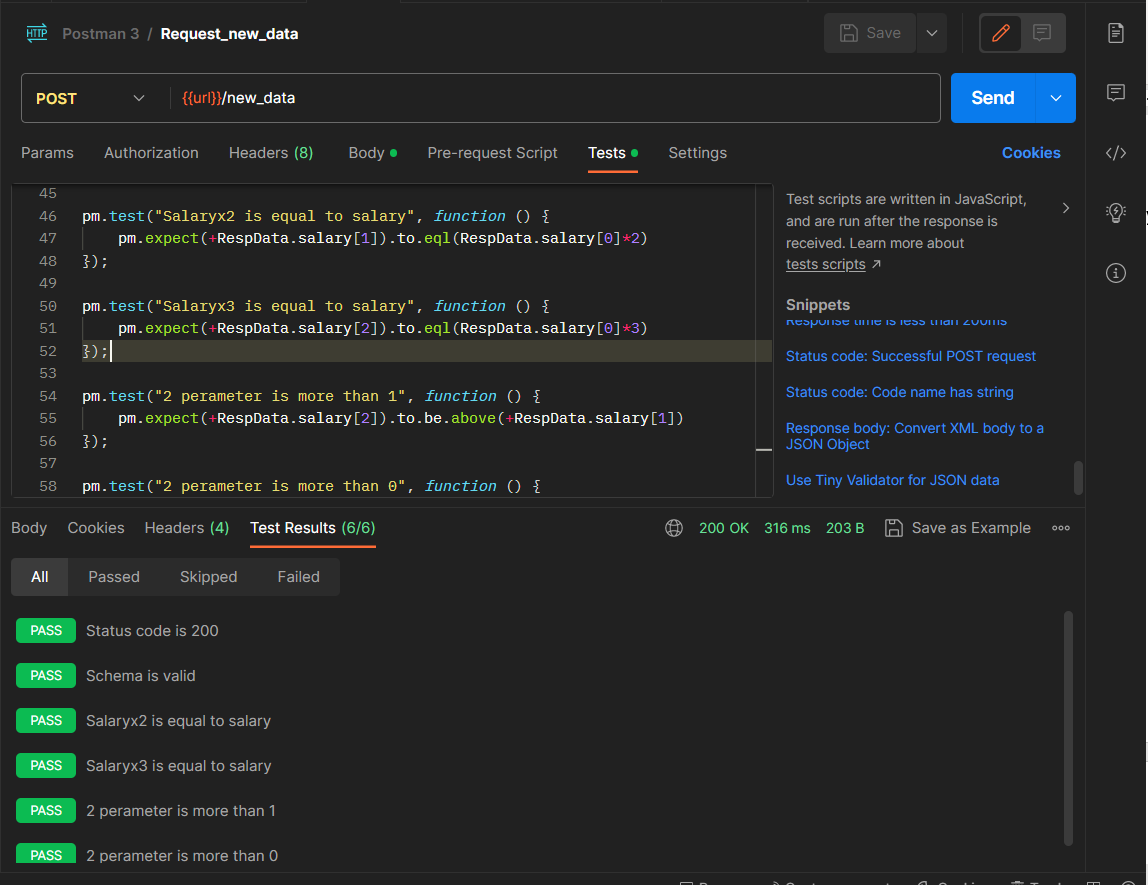 HTTP Postman 3 / Request_new_data Save
POST {{url}}/new_data Send
Params Authorization Headers (8) Body Pre-request Script Tests Settings Cookies
45
46 pm.test("Salaryx2 is equal to salary", function () {
47 pm.expect(+RespData.salary[1]).to.eql(RespData.salary[0]*2)
48 });
49
50 pm.test("Salaryx3 is equal to salary", function () {
51 pm.expect(+RespData.salary[2]).to.eql(RespData.salary[0]*3)
52 });
53
54 pm.test("2 perameter is more than 1", function () {
55 pm.expect(+RespData.salary[2]).to.be.above(+RespData.salary[1])
56 });
57
58 pm.test("2 perameter is more than 0", function () {
Test scripts are written in JavaScript,
and are run after the response is
received. Learn more about
tests scripts ↗
Snippets
Response time is less than 200ms
Status code: Successful POST request
Status code: Code name has string
Response body: Convert XML body to a
JSON Object
Use Tiny Validator for JSON data
Body Cookies Headers (4) Test Results (6/6) 200 OK 316 ms 203 B Save as Example
All Passed Skipped Failed
PASS Status code is 200
PASS Schema is valid
PASS Salaryx2 is equal to salary
PASS Salaryx3 is equal to salary
PASS 2 perameter is more than 1
PASS 2 perameter is more than 0